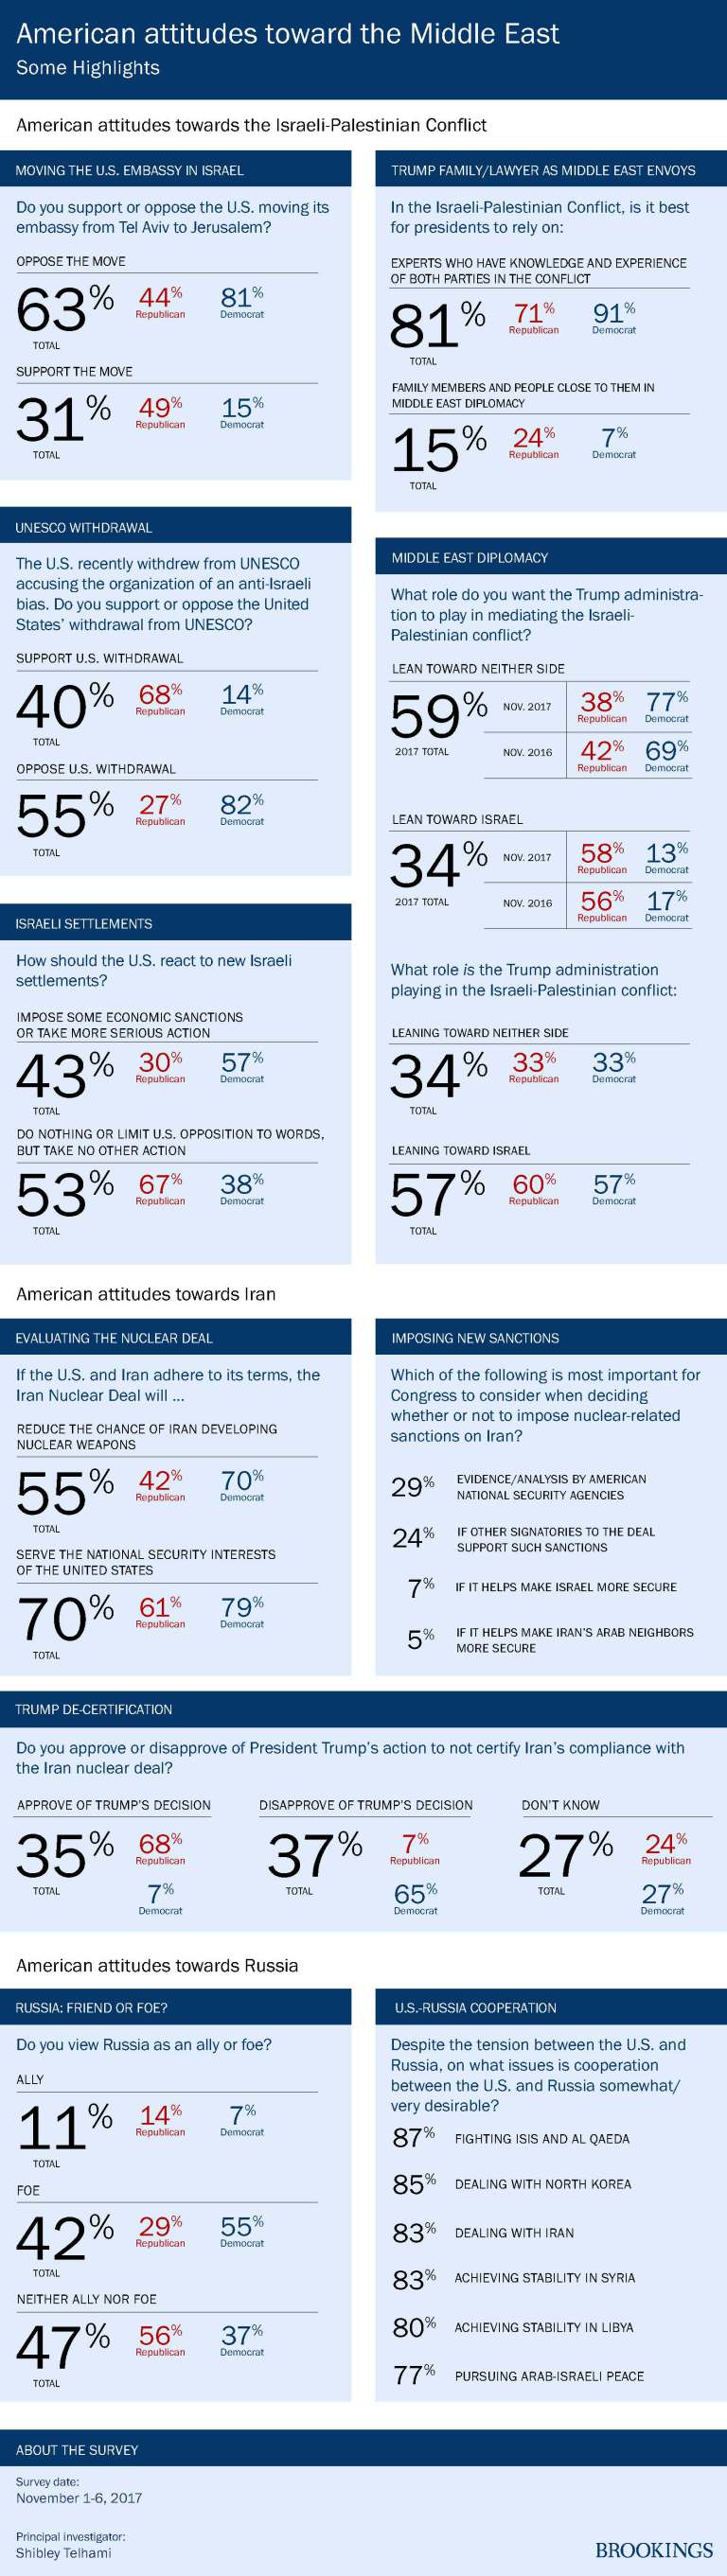 American attitudes toward the Middle East
Some Highlights
American attitudes towards the Israeli-Palestinian Conflict
MOVING THE U.S. EMBASSY IN ISRAEL
Do you support or oppose the U.S. moving its
embassy from Tel Aviv to Jerusalem?
OPPOSE THE MOVE
63% 44% 81%
Republican Democrat
TOTAL
SUPPORT THE MOVE
31% 49% 15%
Republican Democrat
TOTAL
UNESCO WITHDRAWAL
The U.S. recently withdrew from UNESCO
accusing the organization of an anti-Israeli
bias. Do you support or oppose the United
States' withdrawal from UNESCO?
SUPPORT U.S. WITHDRAWAL
40% 68% 14%
Republican Democrat
TOTAL
OPPOSE U.S. WITHDRAWAL
55% 27% 82%
Republican Democrat
TOTAL
ISRAELI SETTLEMENTS
How should the U.S. react to new Israeli
settlements?
IMPOSE SOME ECONOMIC SANCTIONS
OR TAKE MORE SERIOUS ACTION
43% 30% 57%
Republican Democrat
TOTAL
DO NOTHING OR LIMIT U.S. OPPOSITION TO WORDS,
BUT TAKE NO OTHER ACTION
53% 67% 38%
Republican Democrat
TOTAL
TRUMP FAMILY/LAWYER AS MIDDLE EAST ENVOYS
In the Israeli-Palestinian Conflict, is it best
for presidents to rely on:
EXPERTS WHO HAVE KNOWLEDGE AND EXPERIENCE
OF BOTH PARTIES IN THE CONFLICT
81% 71% 91%
Republican Democrat
TOTAL
FAMILY MEMBERS AND PEOPLE CLOSE TO THEM IN
MIDDLE EAST DIPLOMACY
15% 24% 7%
Republican Democrat
TOTAL
MIDDLE EAST DIPLOMACY
What role do you want the Trump administra-
tion to play in mediating the Israeli-
Palestinian conflict?
LEAN TOWARD NEITHER SIDE
59% NOV. 2017 38% 77%
Republican Democrat
2017 TOTAL NOV. 2016 42% 69%
Republican Democrat
LEAN TOWARD ISRAEL
34% NOV. 2017 58% 13%
Republican Democrat
2017 TOTAL NOV. 2016 56% 17%
Republican Democrat
What role is the Trump administration
playing in the Israeli-Palestinian conflict:
LEANING TOWARD NEITHER SIDE
34% 33% 33%
Republican Democrat
TOTAL
LEANING TOWARD ISRAEL
57% 60% 57%
Republican Democrat
TOTAL
American attitudes towards Iran
EVALUATING THE NUCLEAR DEAL
If the U.S. and Iran adhere to its terms, the
Iran Nuclear Deal will ...
REDUCE THE CHANCE OF IRAN DEVELOPING
NUCLEAR WEAPONS
55% 42% 70%
Republican Democrat
TOTAL
SERVE THE NATIONAL SECURITY INTERESTS
OF THE UNITED STATES
70% 61% 79%
Republican Democrat
TOTAL
IMPOSING NEW SANCTIONS
Which of the following is most important for
Congress to consider when deciding
whether or not to impose nuclear-related
sanctions on Iran?
29% EVIDENCE/ANALYSIS BY AMERICAN
NATIONAL SECURITY AGENCIES
24% IF OTHER SIGNATORIES TO THE DEAL
SUPPORT SUCH SANCTIONS
7% IF IT HELPS MAKE ISRAEL MORE SECURE
5% IF IT HELPS MAKE IRAN'S ARAB NEIGHBORS
MORE SECURE
TRUMP DE-CERTIFICATION
Do you approve or disapprove of President Trump's action to not certify Iran's compliance with
the Iran nuclear deal?
APPROVE OF TRUMP'S DECISION
35% 68%
Republican
TOTAL 7%
Democrat
DISAPPROVE OF TRUMP'S DECISION
37% 7%
Republican
TOTAL 65%
Democrat
DON'T KNOW
27% 24%
Republican
TOTAL 27%
Democrat
American attitudes towards Russia
RUSSIA: FRIEND OR FOE?
Do you view Russia as an ally or foe?
ALLY
11% 14% 7%
Republican Democrat
TOTAL
FOE
42% 29% 55%
Republican Democrat
TOTAL
NEITHER ALLY NOR FOE
47% 56% 37%
Republican Democrat
TOTAL
U.S.-RUSSIA COOPERATION
Despite the tension between the U.S. and
Russia, on what issues is cooperation
between the U.S. and Russia somewhat/
very desirable?
87% FIGHTING ISIS AND AL QAEDA
85% DEALING WITH NORTH KOREA
83% DEALING WITH IRAN
83% ACHIEVING STABILITY IN SYRIA
80% ACHIEVING STABILITY IN LIBYA
77% PURSUING ARAB-ISRAELI PEACE
ABOUT THE SURVEY
Survey date:
November 1-6, 2017
Principal investigator:
Shibley Telhami
BROOKINGS